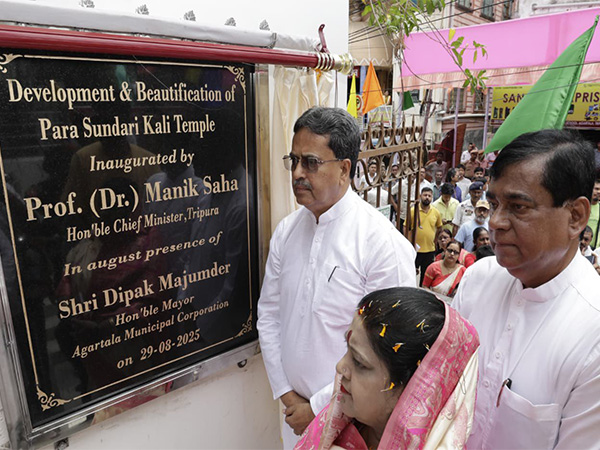 Development & Beautification of
Para Sundari Kali Temple
Inaugurated by
Prof. (Dr.) Manik Saha
Hon'ble Chief Minister, Tripura
In august presence of
Shri Dipak Majumder
Hon'ble Mayor
Agartala Municipal Corporation
on 29-08-2025